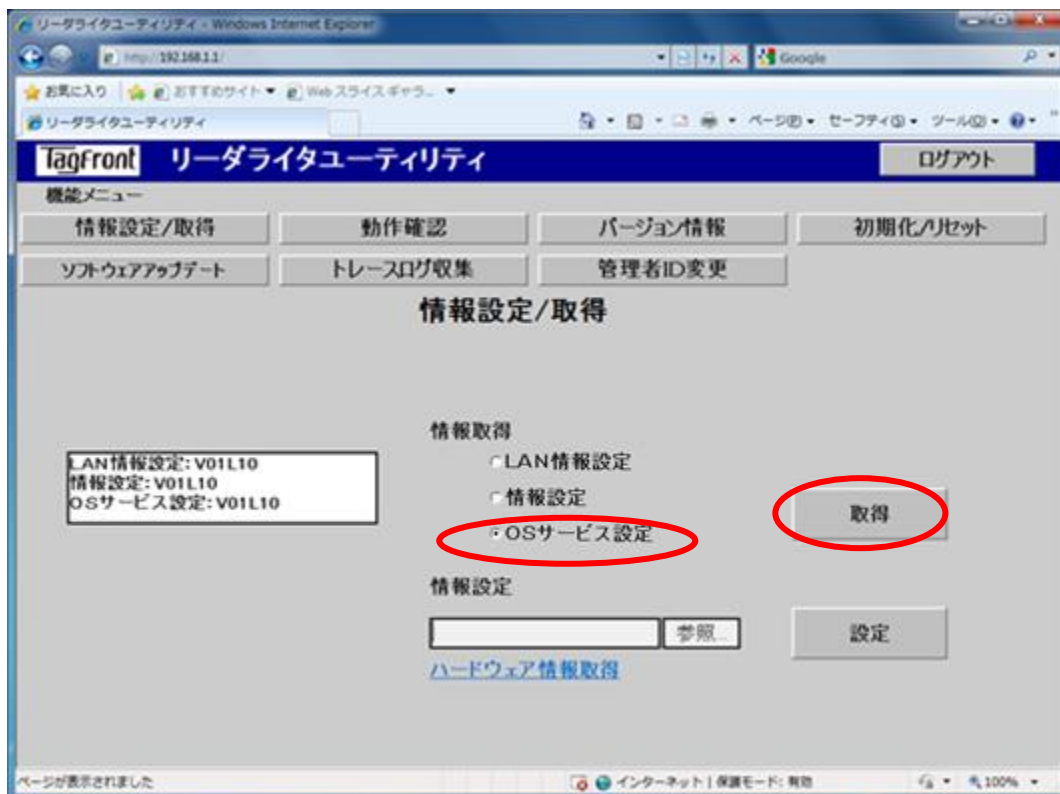 リーダライタユーティリティ - Windows Internet Explorer
http://192.168.1.1/
Google
お気に入り おすすめサイト Web スライス ギャラ...
リーダライタユーティリティ
ページ(P) セーフティ(S) ツール(O)
TagFront リーダライタユーティリティ ログアウト
機能メニュー
情報設定/取得 動作確認 バージョン情報 初期化/リセット
ソフトウェアアップデート トレースログ収集 管理者ID変更
情報設定/取得
情報取得
LAN情報設定: V01L10
情報設定: V01L10
OSサービス設定: V01L10
LAN情報設定
情報設定
OSサービス設定
取得
情報設定
参照...
設定
ハードウェア情報取得
ページが表示されました インターネット | 保護モード: 有効 100%